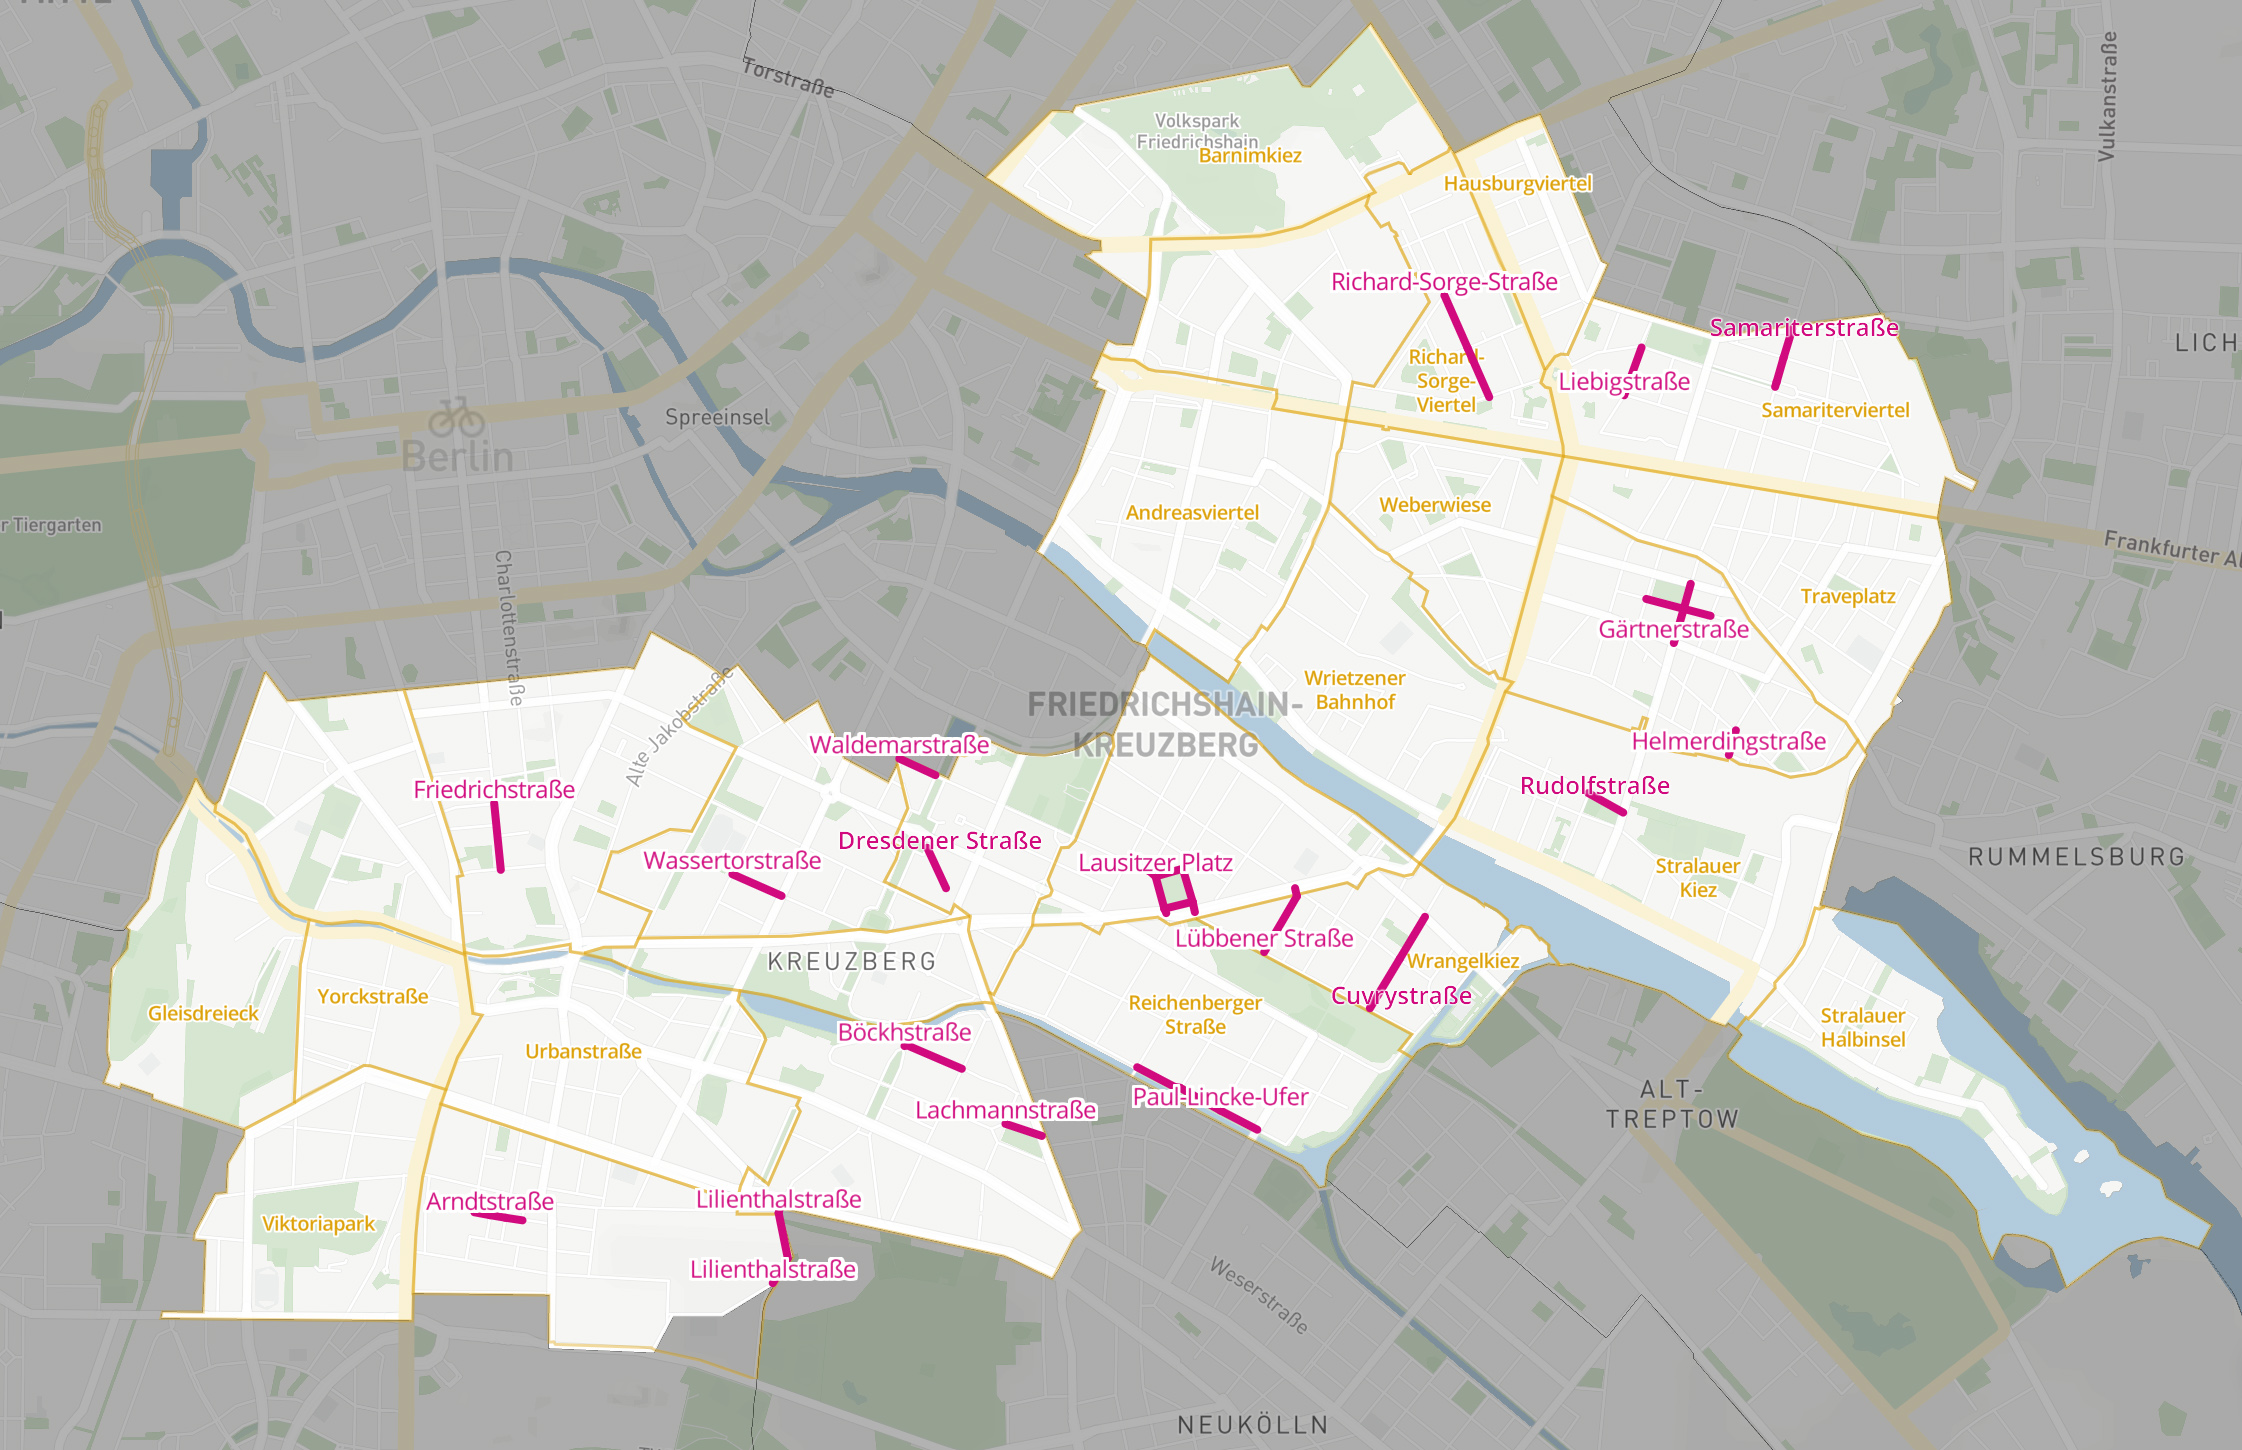 Torstraße
Vulkanstraße
Volkspark
Friedrichshain
Barnimkiez
Hausburgviertel
Richard-Sorge-Straße
Samariterstraße
LICH
Richard-
Sorge-
Viertel
Liebigstraße
Samariterviertel
Spreeinsel
Berlin
r Tiergarten
Andreasviertel
Weberwiese
Frankfurter Al
Charlottenstraße
Traveplatz
Gärtnerstraße
Wrietzener
Bahnhof
FRIEDRICHSHAIN-
KREUZBERG
Alte Jakobstraße
Waldemarstraße
Helmerdingstraße
Friedrichstraße
Rudolfstraße
Dresdener Straße
Wassertorstraße
Lausitzer Platz
RUMMELSBURG
Stralauer
Kiez
Lübbener Straße
KREUZBERG
Wrangelkiez
Cuvrystraße
Yorckstraße
Gleisdreieck
Reichenberger
Straße
Stralauer
Halbinsel
Böckhstraße
Urbanstraße
Paul-Lincke-Ufer
ALT-
TREPTOW
Lachmannstraße
Arndtstraße
Lilienthalstraße
Viktoriapark
Lilienthalstraße
Weserstraße
NEUKÖLLN